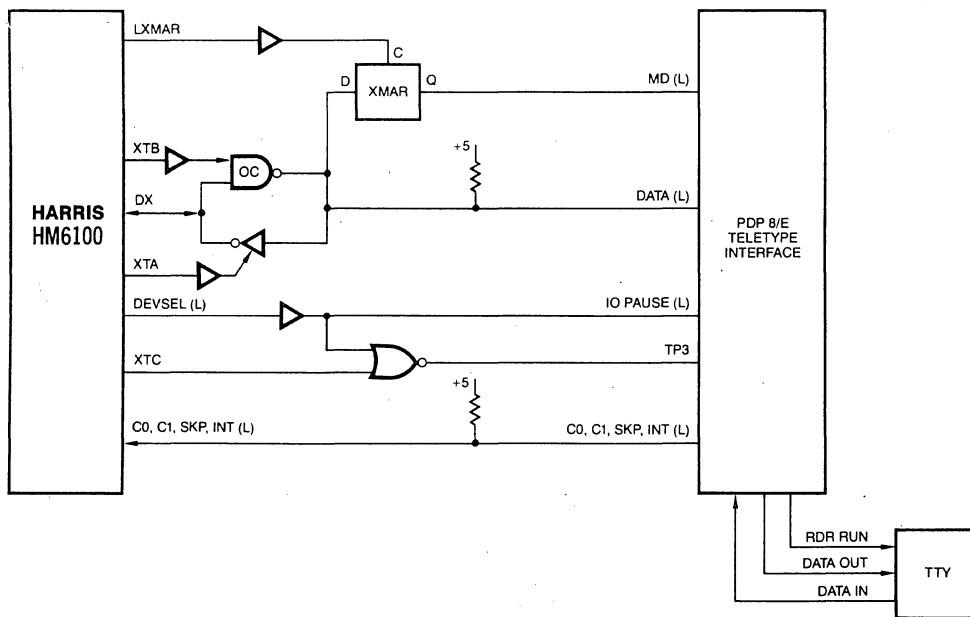 LXMAR
C
D
XMAR
Q
MD (L)
XTB
OC
+5
DX
DATA (L)
HARRIS
HM6100
PDP 8/E
TELETYPE
INTERFACE
XTA
DEVSEL (L)
IO PAUSE (L)
XTC
TP3
+5
C0, C1, SKP, INT (L)
C0, C1, SKP, INT (L)
RDR RUN
DATA OUT
DATA IN
TTY